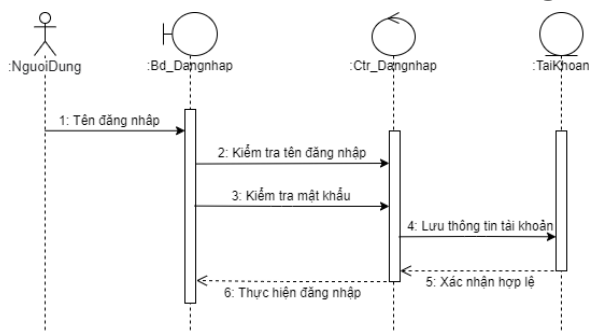 :NguoiDung
:Bd_Dangnhap
:Ctr_Dangnhap
:TaiKhoan
1: Tên đăng nhâp
2: Kiểm tra tên đăng nhập
3: Kiểm tra mật khẩu
4: Lưu thông tin tài khoản
5: Xác nhận hợp lệ
6: Thực hiện đăng nhập